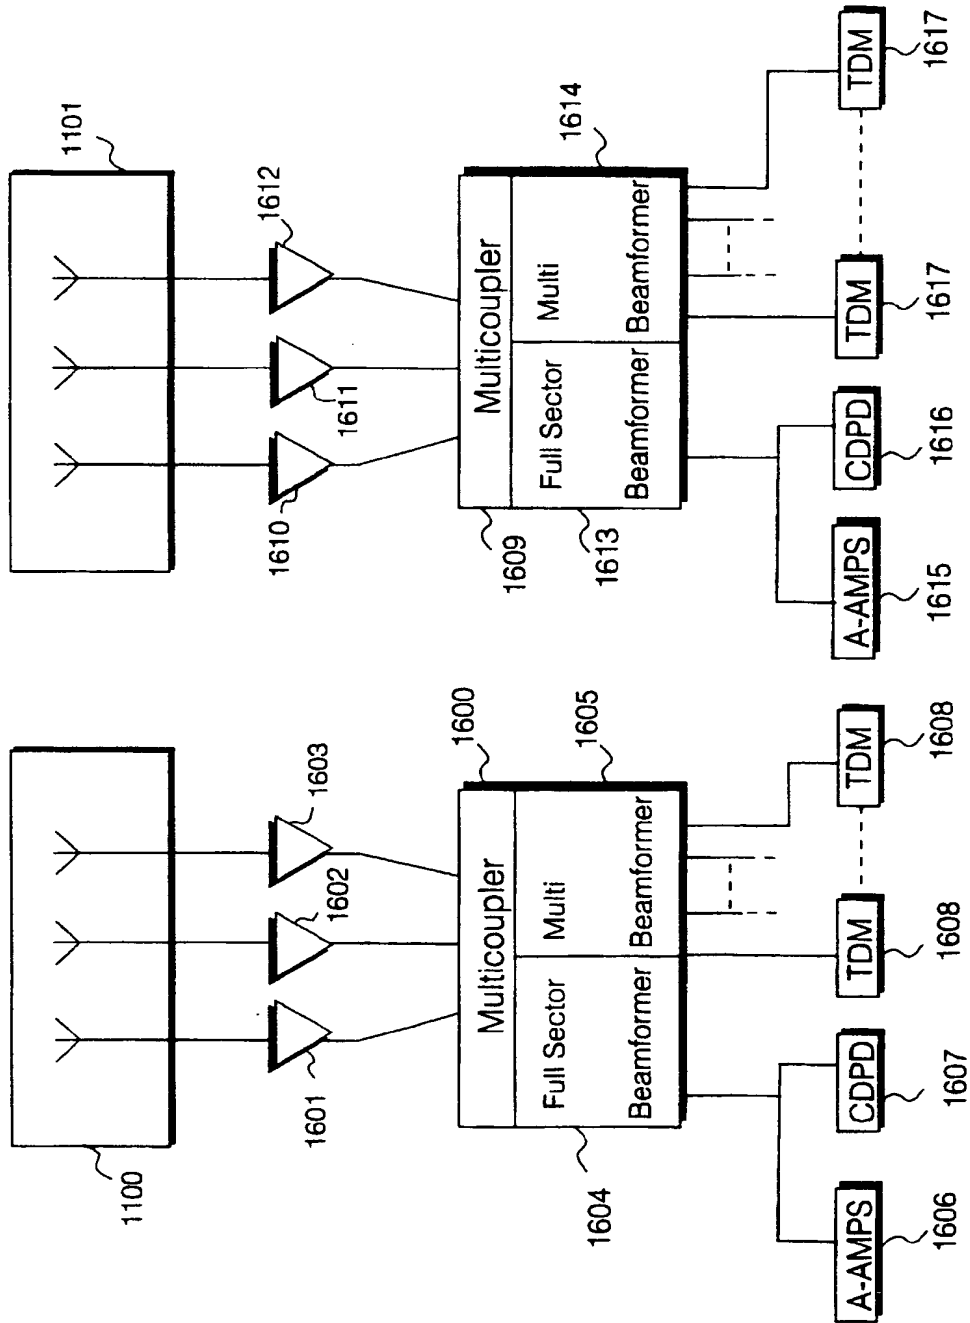 1100
1101
1601
1602
1603
1610
1611
1612
Multicoupler
1600
Full Sector
Beamformer
Multi
Beamformer
1604
1605
Multicoupler
1609
Full Sector
Beamformer
Multi
Beamformer
1613
1614
A-AMPS
CDPD
TDM
TDM
A-AMPS
CDPD
TDM
TDM
1606
1607
1608
1608
1615
1616
1617
1617